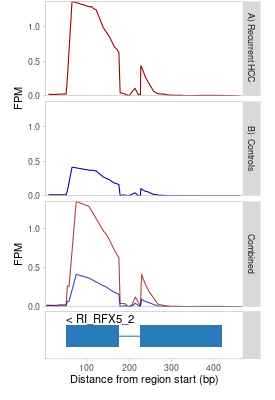 1.0
0.5
0.0
FPM
A) Recurrent HCC
1.0
0.5
0.0
B) Controls
1.0
0.5
0.0
FPM
Combined
< RI_RFX5_2
100 200 300 400
Distance from region start (bp)